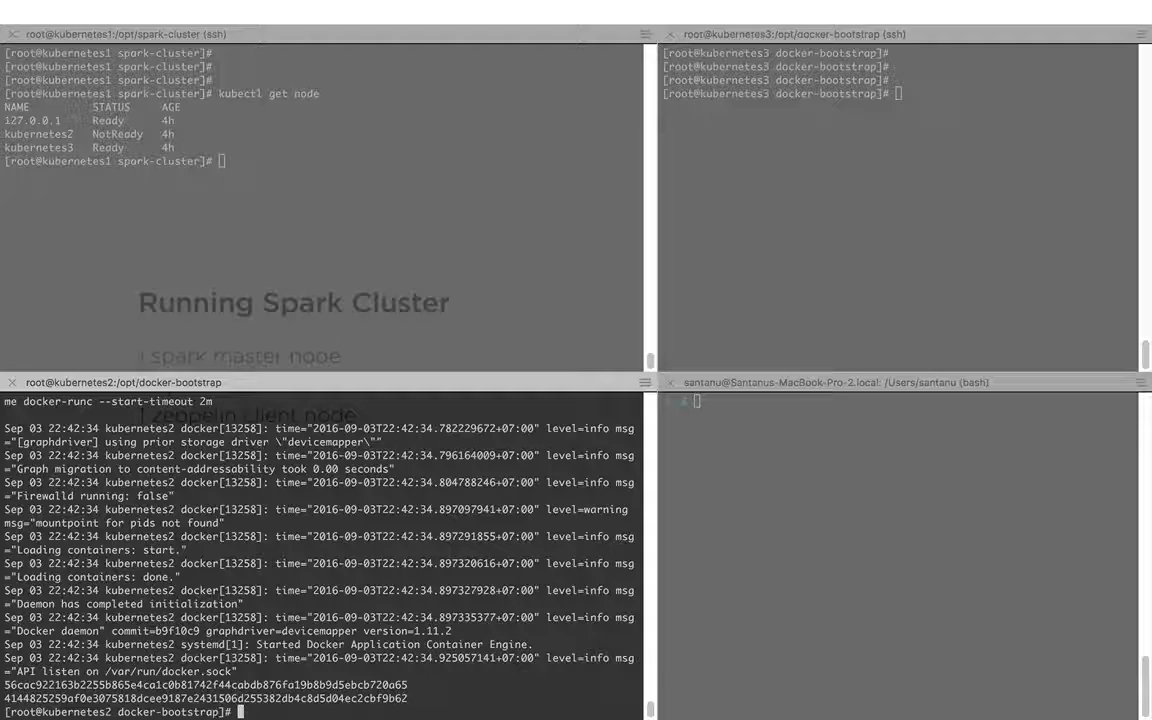 root@kubernetes1:/opt/spark-cluster (ssh)
[root@kubernetes1 spark-cluster]#
[root@kubernetes1 spark-cluster]#
[root@kubernetes1 spark-cluster]#
[root@kubernetes1 spark-cluster]# kubectl get node
NAME STATUS AGE
127.0.0.1 Ready 4h
kubernetes2 NotReady 4h
kubernetes3 Ready 4h
[root@kubernetes1 spark-cluster]#
Running Spark Cluster
1 spark master node
root@kubernetes3:/opt/docker-bootstrap (ssh)
[root@kubernetes3 docker-bootstrap]#
[root@kubernetes3 docker-bootstrap]#
[root@kubernetes3 docker-bootstrap]#
[root@kubernetes3 docker-bootstrap]#
root@kubernetes2:/opt/docker-bootstrap
me docker-runc --start-timeout 2m
1 zeppelin client node
Sep 03 22:42:34 kubernetes2 docker[13258]: time="2016-09-03T22:42:34.782229672+07:00" level=info msg
="[graphdriver] using prior storage driver \"devicemapper\""
Sep 03 22:42:34 kubernetes2 docker[13258]: time="2016-09-03T22:42:34.796164009+07:00" level=info msg
="Graph migration to content-addressability took 0.00 seconds"
Sep 03 22:42:34 kubernetes2 docker[13258]: time="2016-09-03T22:42:34.804788246+07:00" level=info msg
="Firewalld running: false"
Sep 03 22:42:34 kubernetes2 docker[13258]: time="2016-09-03T22:42:34.897097941+07:00" level=warning
msg="mountpoint for pids not found"
Sep 03 22:42:34 kubernetes2 docker[13258]: time="2016-09-03T22:42:34.897291855+07:00" level=info msg
="Loading containers: start."
Sep 03 22:42:34 kubernetes2 docker[13258]: time="2016-09-03T22:42:34.897320616+07:00" level=info msg
="Loading containers: done."
Sep 03 22:42:34 kubernetes2 docker[13258]: time="2016-09-03T22:42:34.897327928+07:00" level=info msg
="Daemon has completed initialization"
Sep 03 22:42:34 kubernetes2 docker[13258]: time="2016-09-03T22:42:34.897335377+07:00" level=info msg
="Docker daemon" commit=b9f10c9 graphdriver=devicemapper version=1.11.2
Sep 03 22:42:34 kubernetes2 systemd[1]: Started Docker Application Container Engine.
Sep 03 22:42:34 kubernetes2 docker[13258]: time="2016-09-03T22:42:34.925057141+07:00" level=info msg
="API listen on /var/run/docker.sock"
56cac922163b2255b865e4ca1c0b81742f44cabdb876fa19b8b9d5ebcb720a65
4144825259af0e3075818dcee9187e2431506d255382db4c8d5d04ec2cbf9b62
[root@kubernetes2 docker-bootstrap]#
santanu@Santanus-MacBook-Pro-2.local: /Users/santanu (bash)